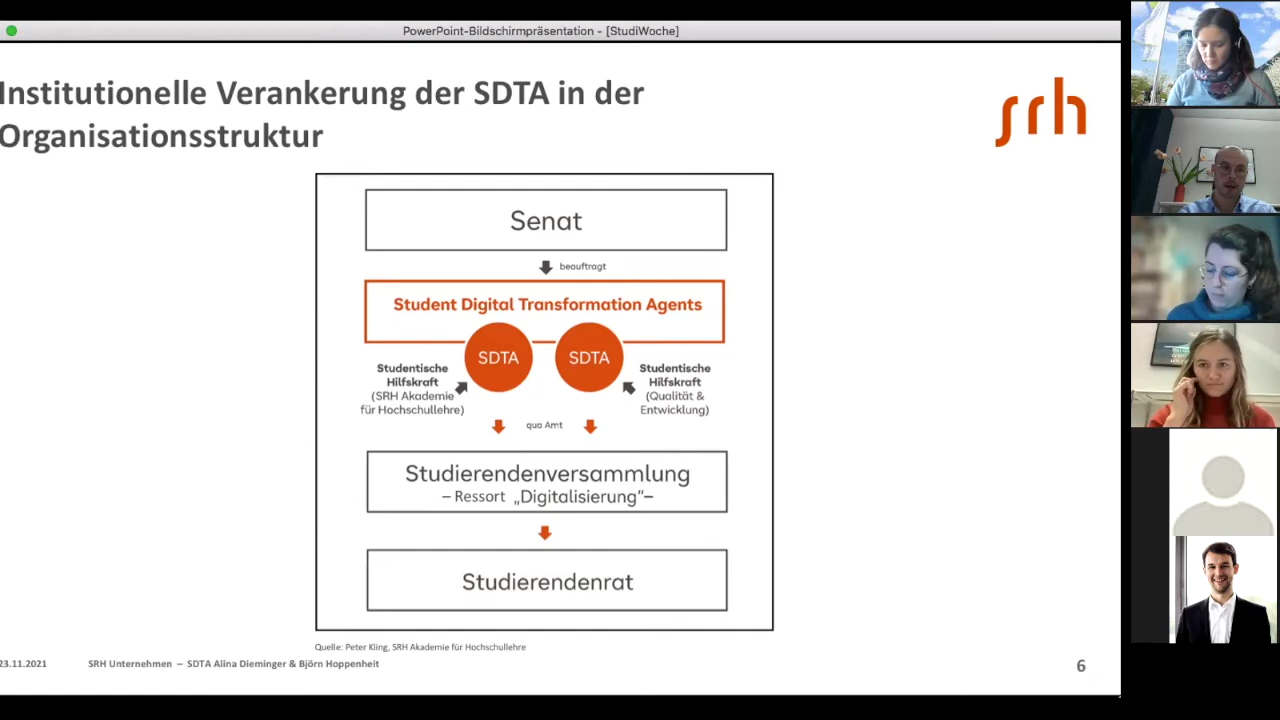 PowerPoint-Bildschirmpräsentation - [StudiWoche]
Institutionelle Verankerung der SDTA in der
Organisationsstruktur
srh
Senat
beauftragt
Student Digital Transformation Agents
SDTA
SDTA
Studentische
Hilfskraft
(SRH Akademie
für Hochschullehre)
Studentische
Hilfskraft
(Qualität &
Entwicklung)
qua Amt
Studierendenversammlung
– Ressort „Digitalisierung“–
Studierendenrat
Quelle: Peter Kling, SRH Akademie für Hochschullehre
23.11.2021
SRH Unternehmen – SDTA Alina Dieminger & Björn Hoppenheit
6